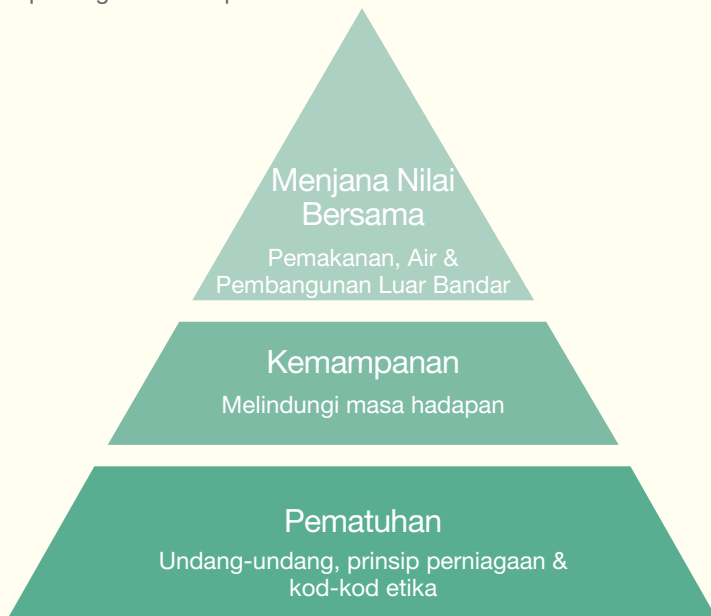 Menjana Nilai
Bersama
Pemakanan, Air &
Pembangunan Luar Bandar
Kemampanan
Melindungi masa hadapan
Pematuhan
Undang-undang, prinsip perniagaan &
kod-kod etika